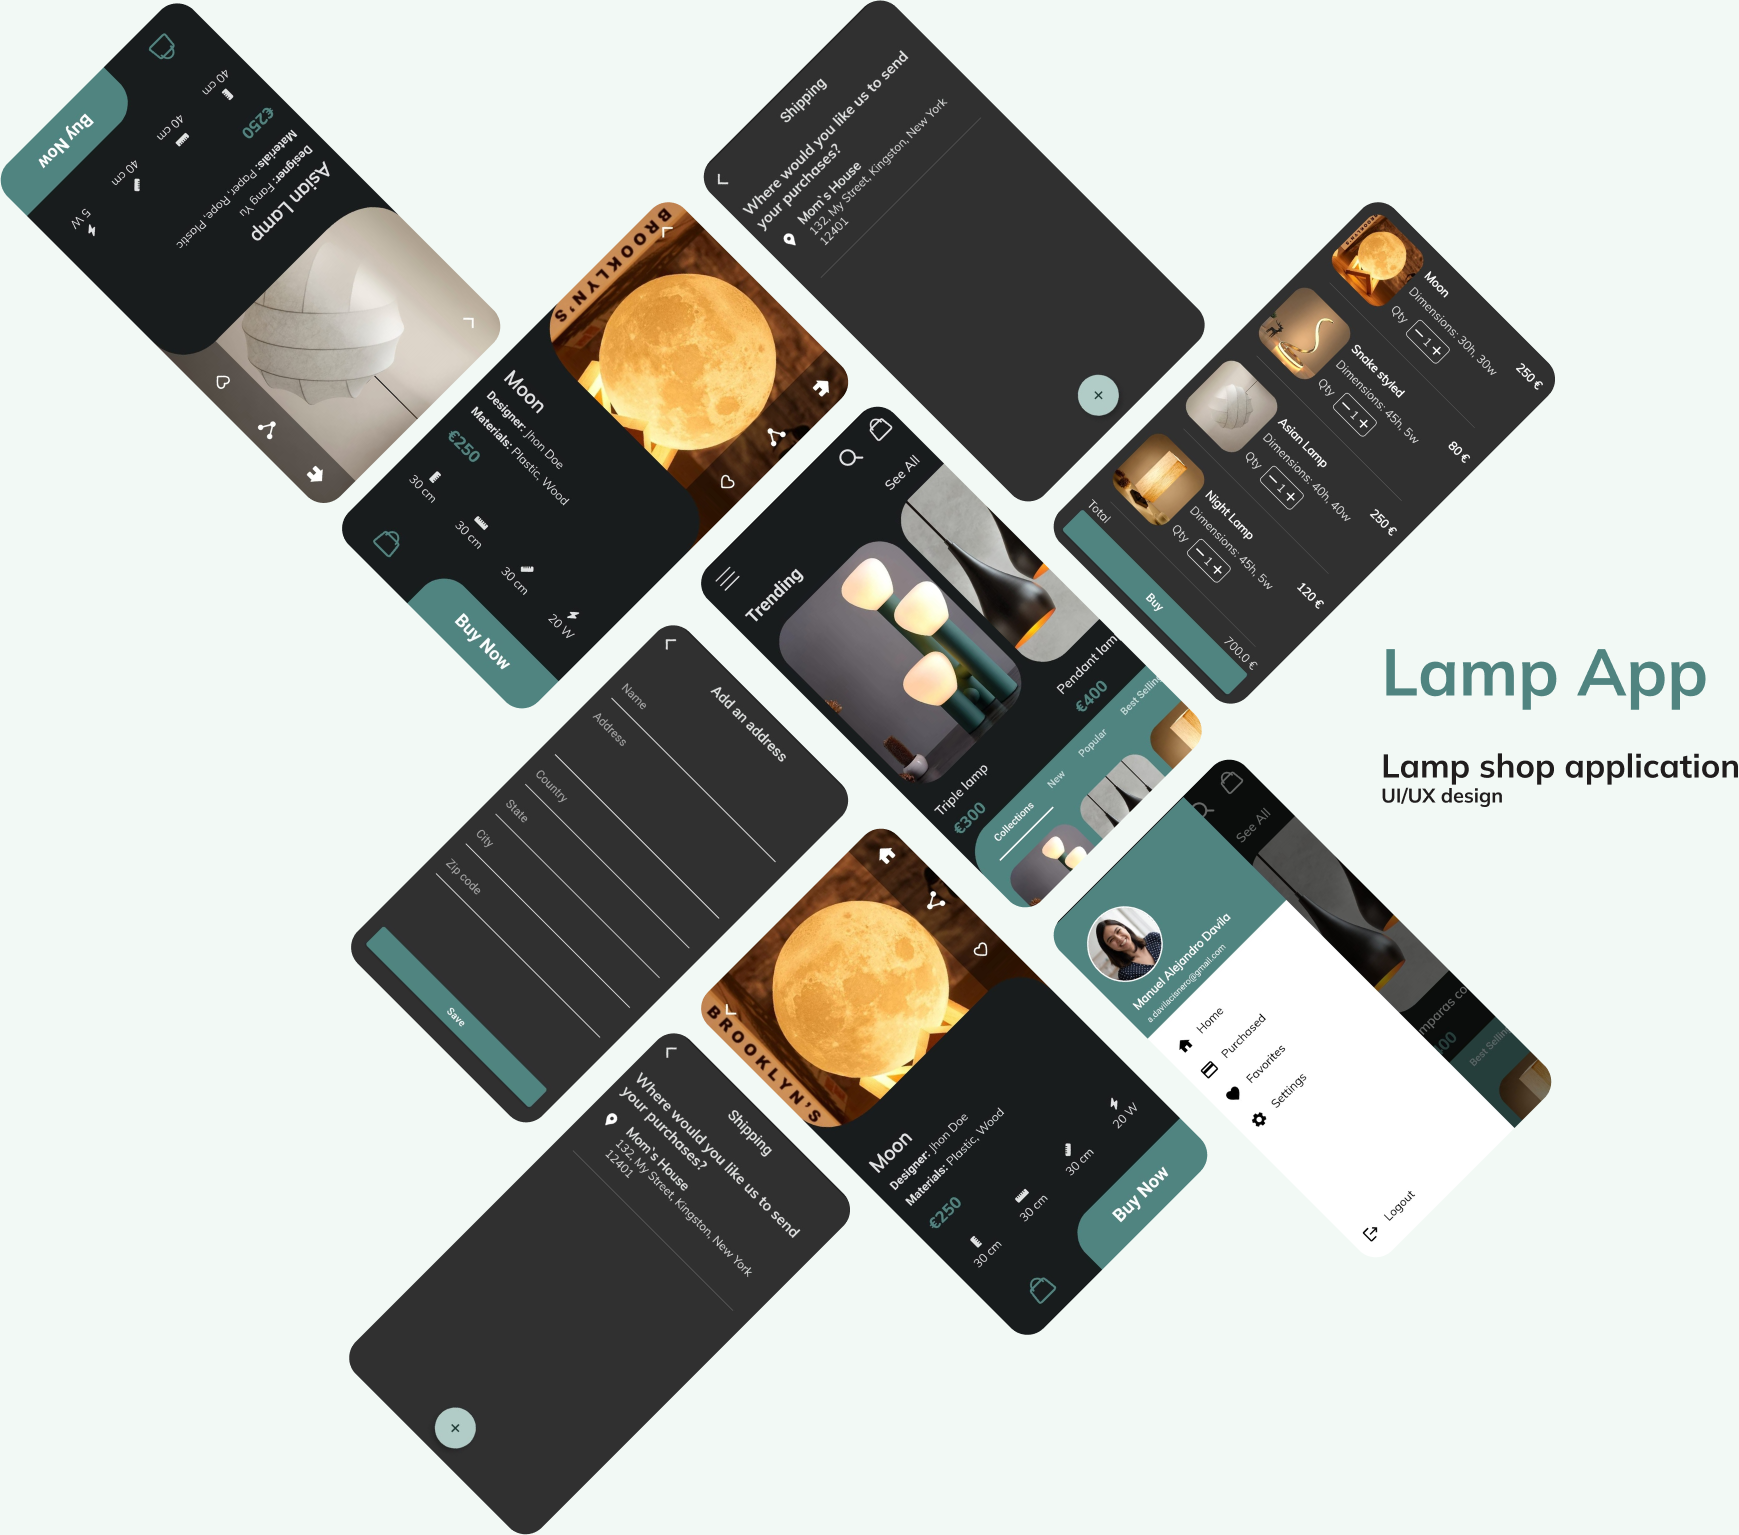 Asian Lamp
Designer: Fang Yu
Materials: Paper, Rope, Plastic
€250
40 cm
40 cm
40 cm
5 W
Buy Now
BROOKLYN'S
Moon
Designer: Jhon Doe
Materials: Plastic, Wood
€250
30 cm
30 cm
30 cm
20 W
Buy Now
Shipping
Where would you like us to send
your purchases?
Mom`s House
132, My Street, Kingston, New York
12401
Moon
Dimensions: 30h, 30w
Qty
1
250 €
Snake styled
Dimensions: 45h, 5w
Qty
1
80 €
Asian Lamp
Dimensions: 40h, 40w
Qty
1
250 €
Night Lamp
Dimensions: 45h, 5w
Qty
1
120 €
Total
700.0 €
Buy
See All
Trending
Triple lamp
€300
Pendant lam
€400
Collections
New
Popular
Best Sellin
Lamp App
Lamp shop application
UI/UX design
Add an address
Name
Address
Country
State
City
Zip code
Save
See All
Manuel Alejandro Davila
a.davilacisnero@gmail.com
Home
Purchased
Favorites
Settings
Logout
mparas co
00
Best Sellin
BROOKLYN'S
Moon
Designer: Jhon Doe
Materials: Plastic, Wood
€250
30 cm
30 cm
30 cm
20 W
Buy Now
Shipping
Where would you like us to send
your purchases?
Mom`s House
132, My Street, Kingston, New York
12401